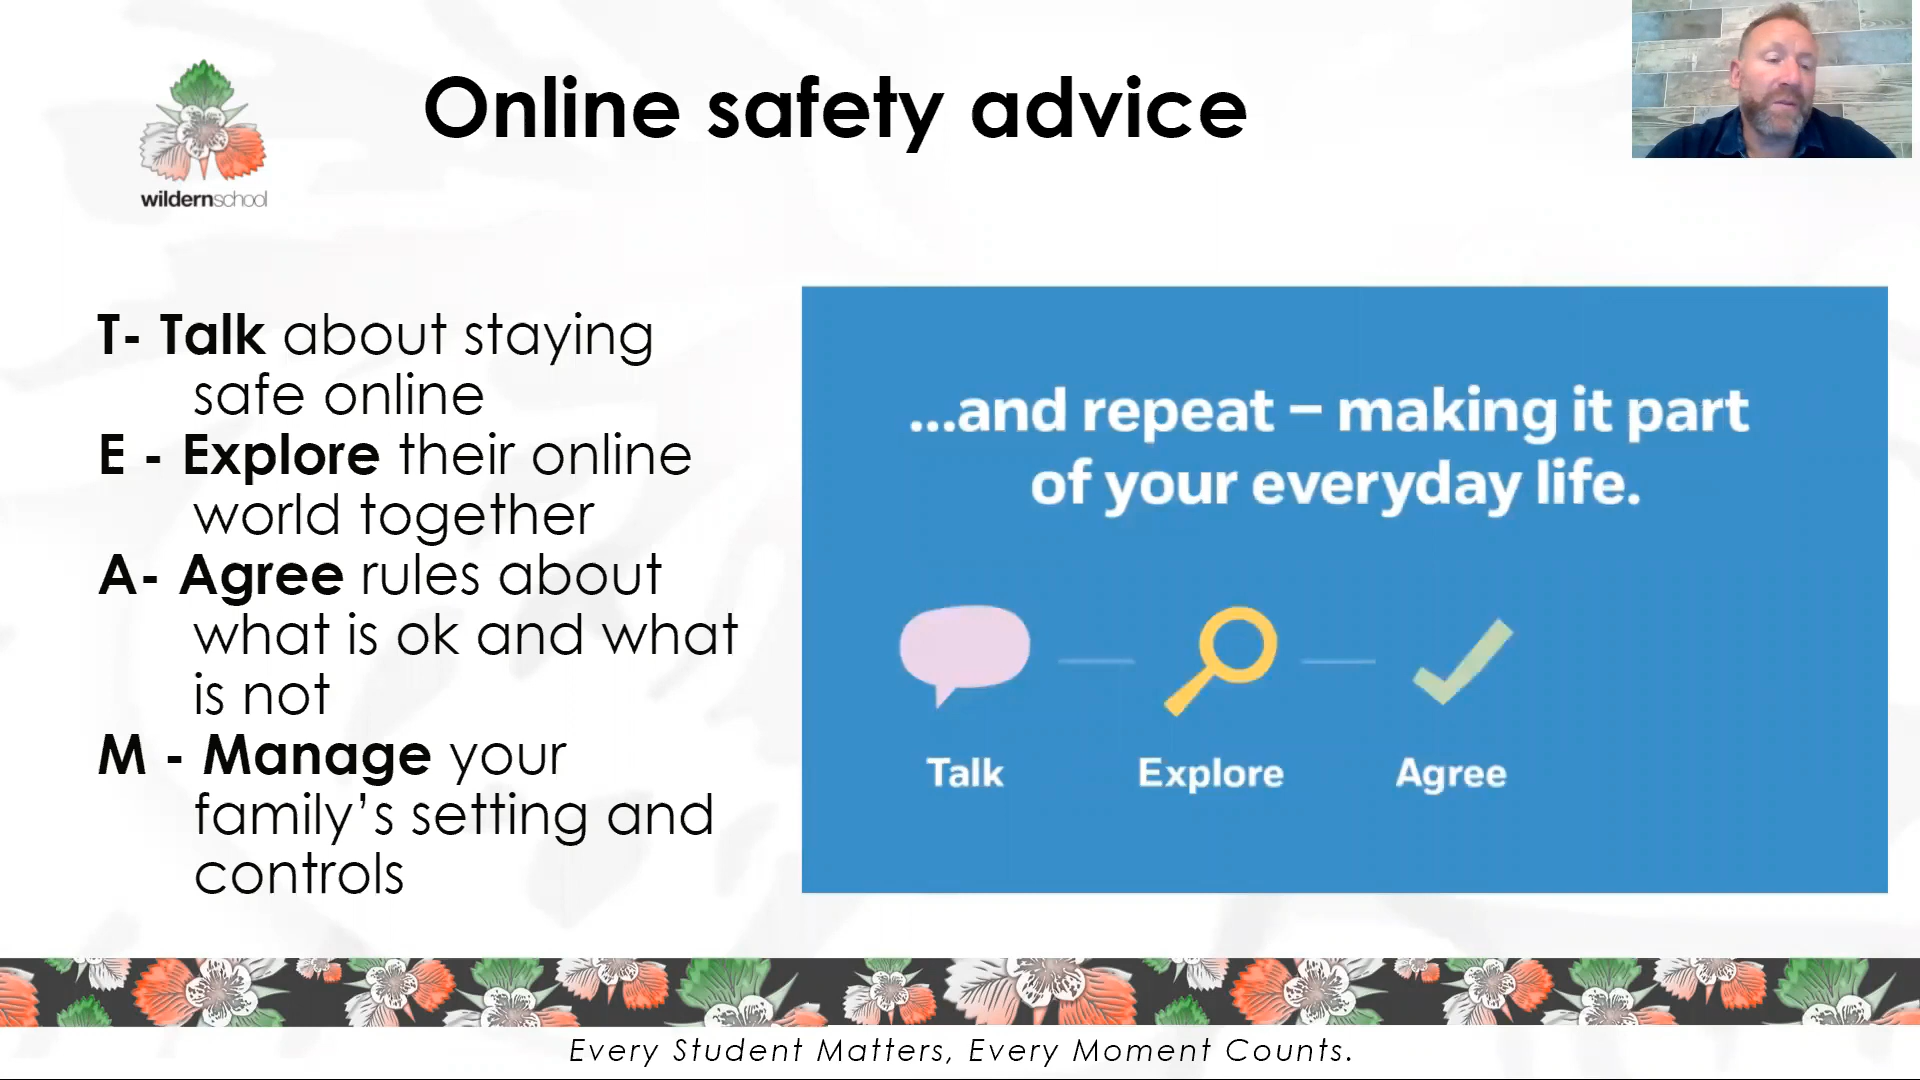 Online safety advice
wildernschool
T- Talk about staying
safe online
E - Explore their online
world together
A- Agree rules about
what is ok and what
is not
M - Manage your
family’s setting and
controls
...and repeat – making it part
of your everyday life.
Talk
Explore
Agree
Every Student Matters, Every Moment Counts.